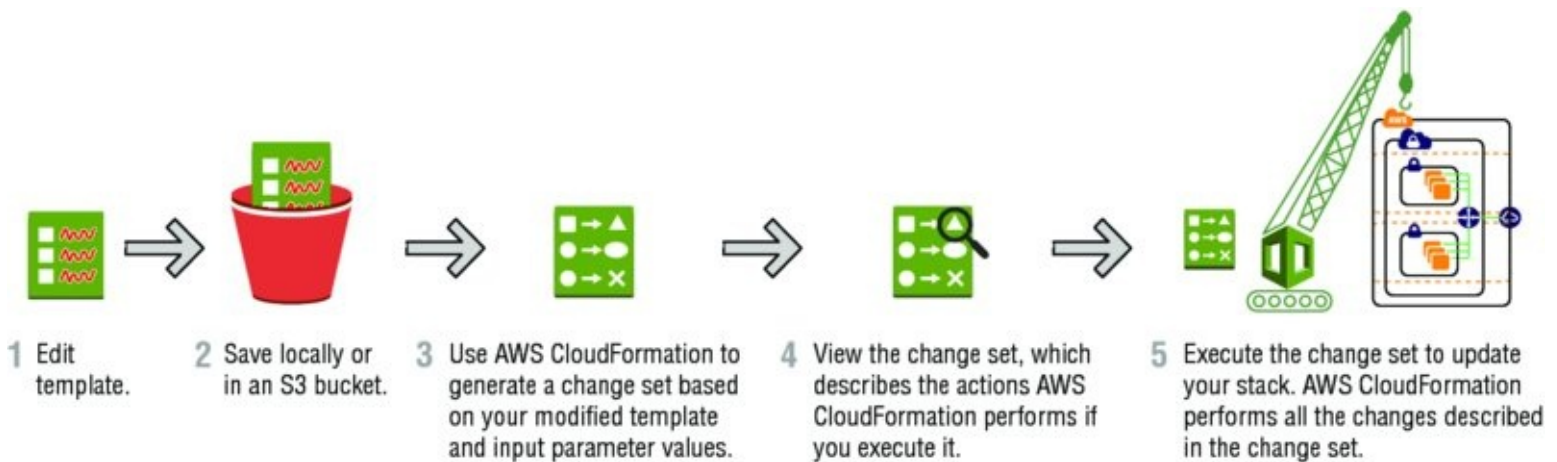 AWS
1 Edit
template.
2 Save locally or
in an S3 bucket.
3 Use AWS CloudFormation to
generate a change set based
on your modified template
and input parameter values.
4 View the change set, which
describes the actions AWS
CloudFormation performs if
you execute it.
5 Execute the change set to update
your stack. AWS CloudFormation
performs all the changes described
in the change set.